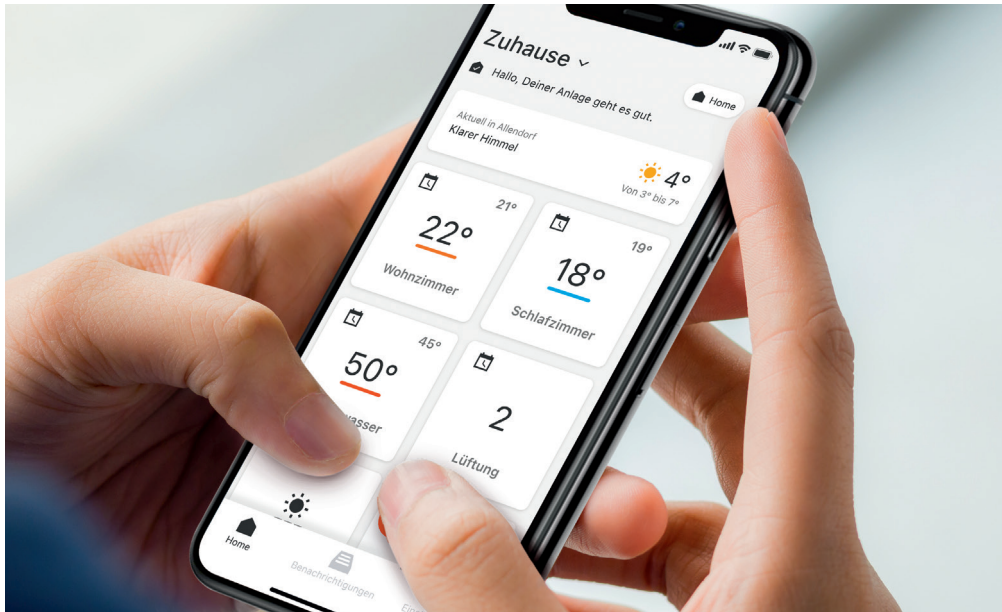 Zuhause
Hallo, Deiner Anlage geht es gut.
Home
Aktuell in Allendorf
Klarer Himmel
4°
Von 3° bis 7°
21°
22°
Wohnzimmer
19°
18°
Schlafzimmer
45°
50°
2
Lüftung
Home
Benachrichtigungen